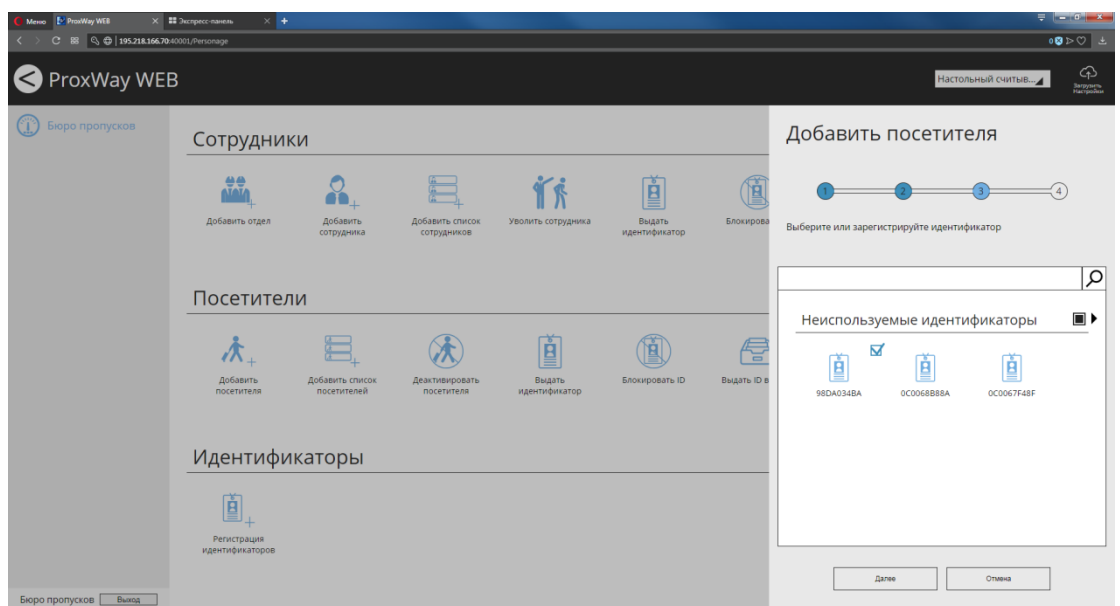 Меню
ProxWay WEB
Экспресс-панель
195.218.166.70:40001/Personage
ProxWay WEB
Настольный считыв...
Загрузить
Настройки
Бюро пропусков
Сотрудники
Добавить отдел
Добавить
сотрудника
Добавить список
сотрудников
Уволить сотрудника
Выдать
идентификатор
Блокирова
Посетители
Добавить
посетителя
Добавить список
посетителей
Деактивировать
посетителя
Выдать
идентификатор
Блокировать ID
Выдать ID в
Идентификаторы
Регистрация
идентификаторов
Бюро пропусков
Выход
Добавить посетителя
1
2
3
4
Выберите или зарегистрируйте идентификатор
Неиспользуемые идентификаторы
98DA034BA
0C0068B88A
0C0067F48F
Далее
Отмена